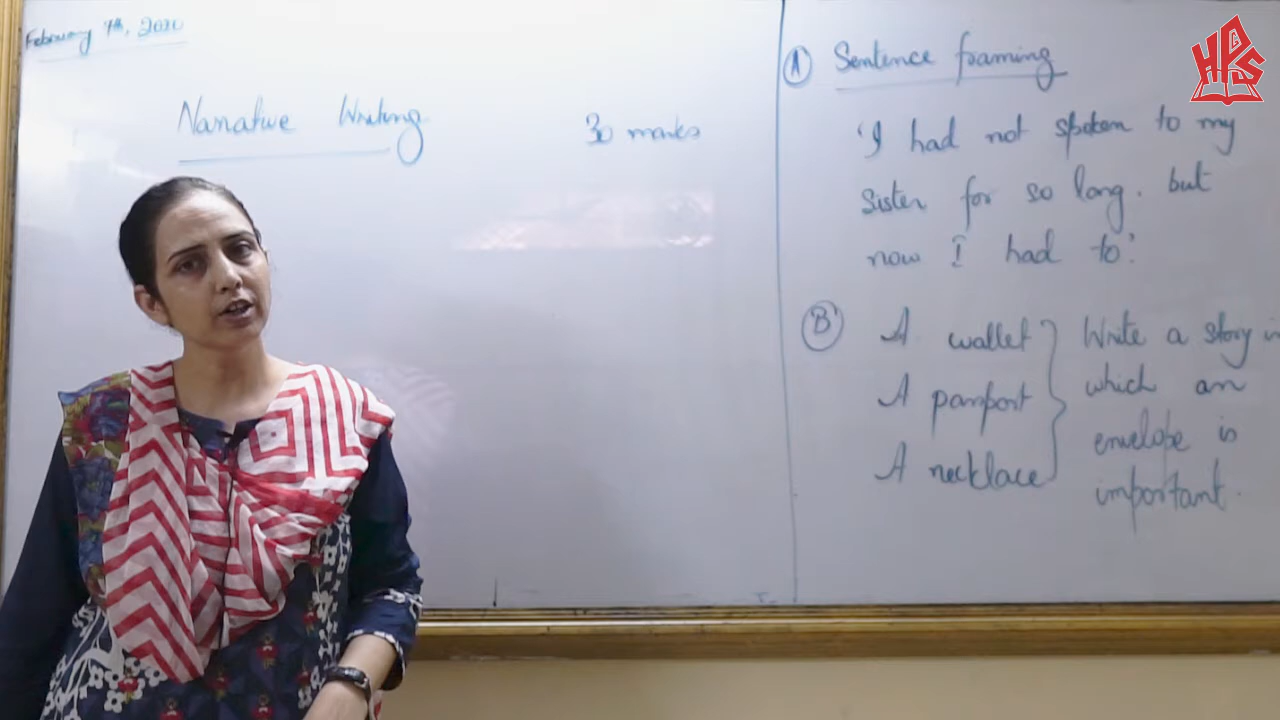 February 7th, 2020
Narrative Writing
30 marks
A Sentence framing
'I had not spoken to my
sister for so long. but
now I had to.'
B A wallet
A passport
A necklace
Write a story in
which an
envelope is
important.
HPGS